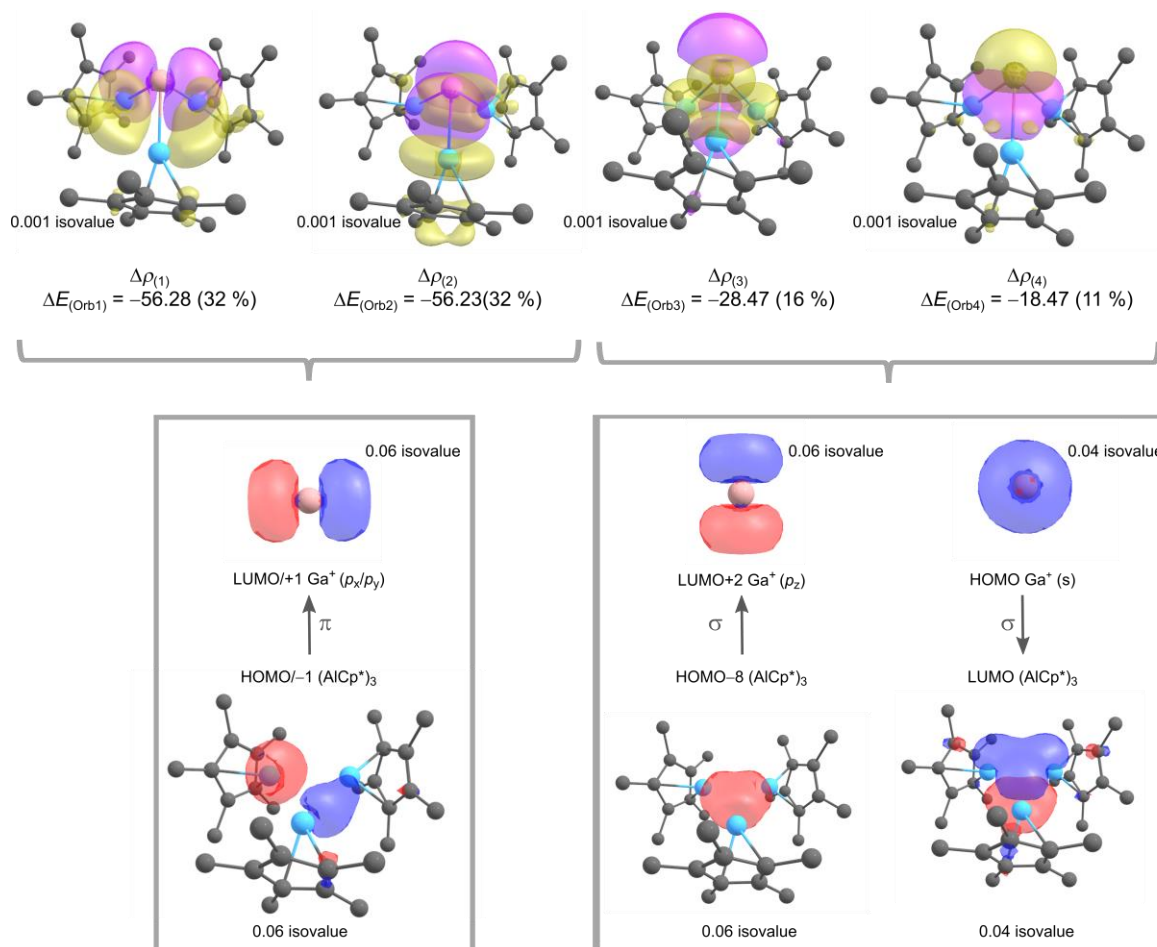 0.001 isovalue
0.001 isovalue
0.001 isovalue
0.001 isovalue
Δρ(1)
ΔE(Orb1) = −56.28 (32 %)
Δρ(2)
ΔE(Orb2) = −56.23(32 %)
Δρ(3)
ΔE(Orb3) = −28.47 (16 %)
Δρ(4)
ΔE(Orb4) = −18.47 (11 %)
0.06 isovalue
LUMO/+1 Ga⁺ (px/py)
π
HOMO/−1 (AlCp*)3
0.06 isovalue
0.06 isovalue
LUMO+2 Ga⁺ (pz)
σ
HOMO−8 (AlCp*)3
0.06 isovalue
0.04 isovalue
HOMO Ga⁺ (s)
σ
LUMO (AlCp*)3
0.04 isovalue